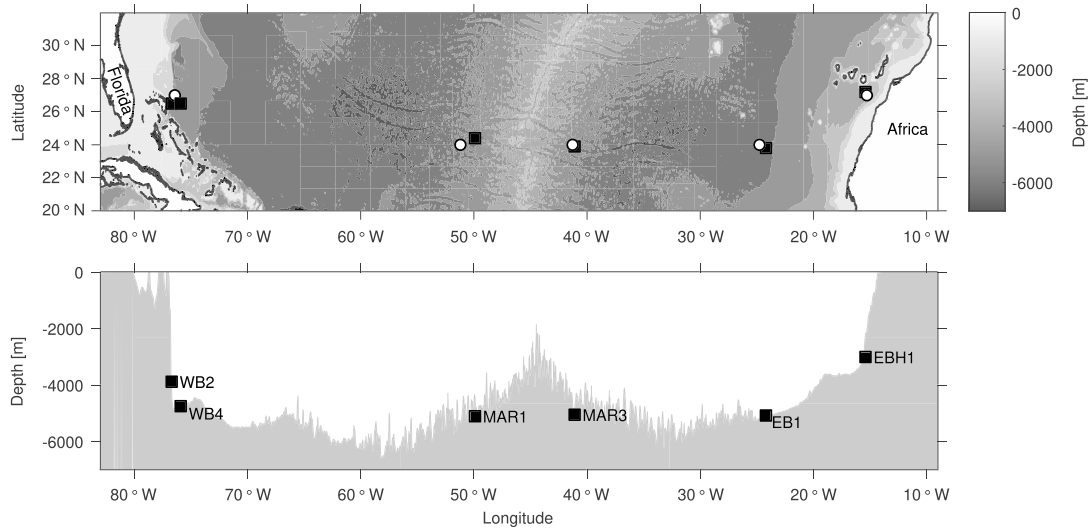 30° N
28° N
26° N
24° N
22° N
20° N
Latitude
Florida
Africa
80° W
70° W
60° W
50° W
40° W
30° W
20° W
10° W
0
-2000
-4000
-6000
Depth [m]
0
-2000
-4000
-6000
Depth [m]
WB2
WB4
MAR1
MAR3
EB1
EBH1
80° W
70° W
60° W
50° W
40° W
30° W
20° W
10° W
Longitude